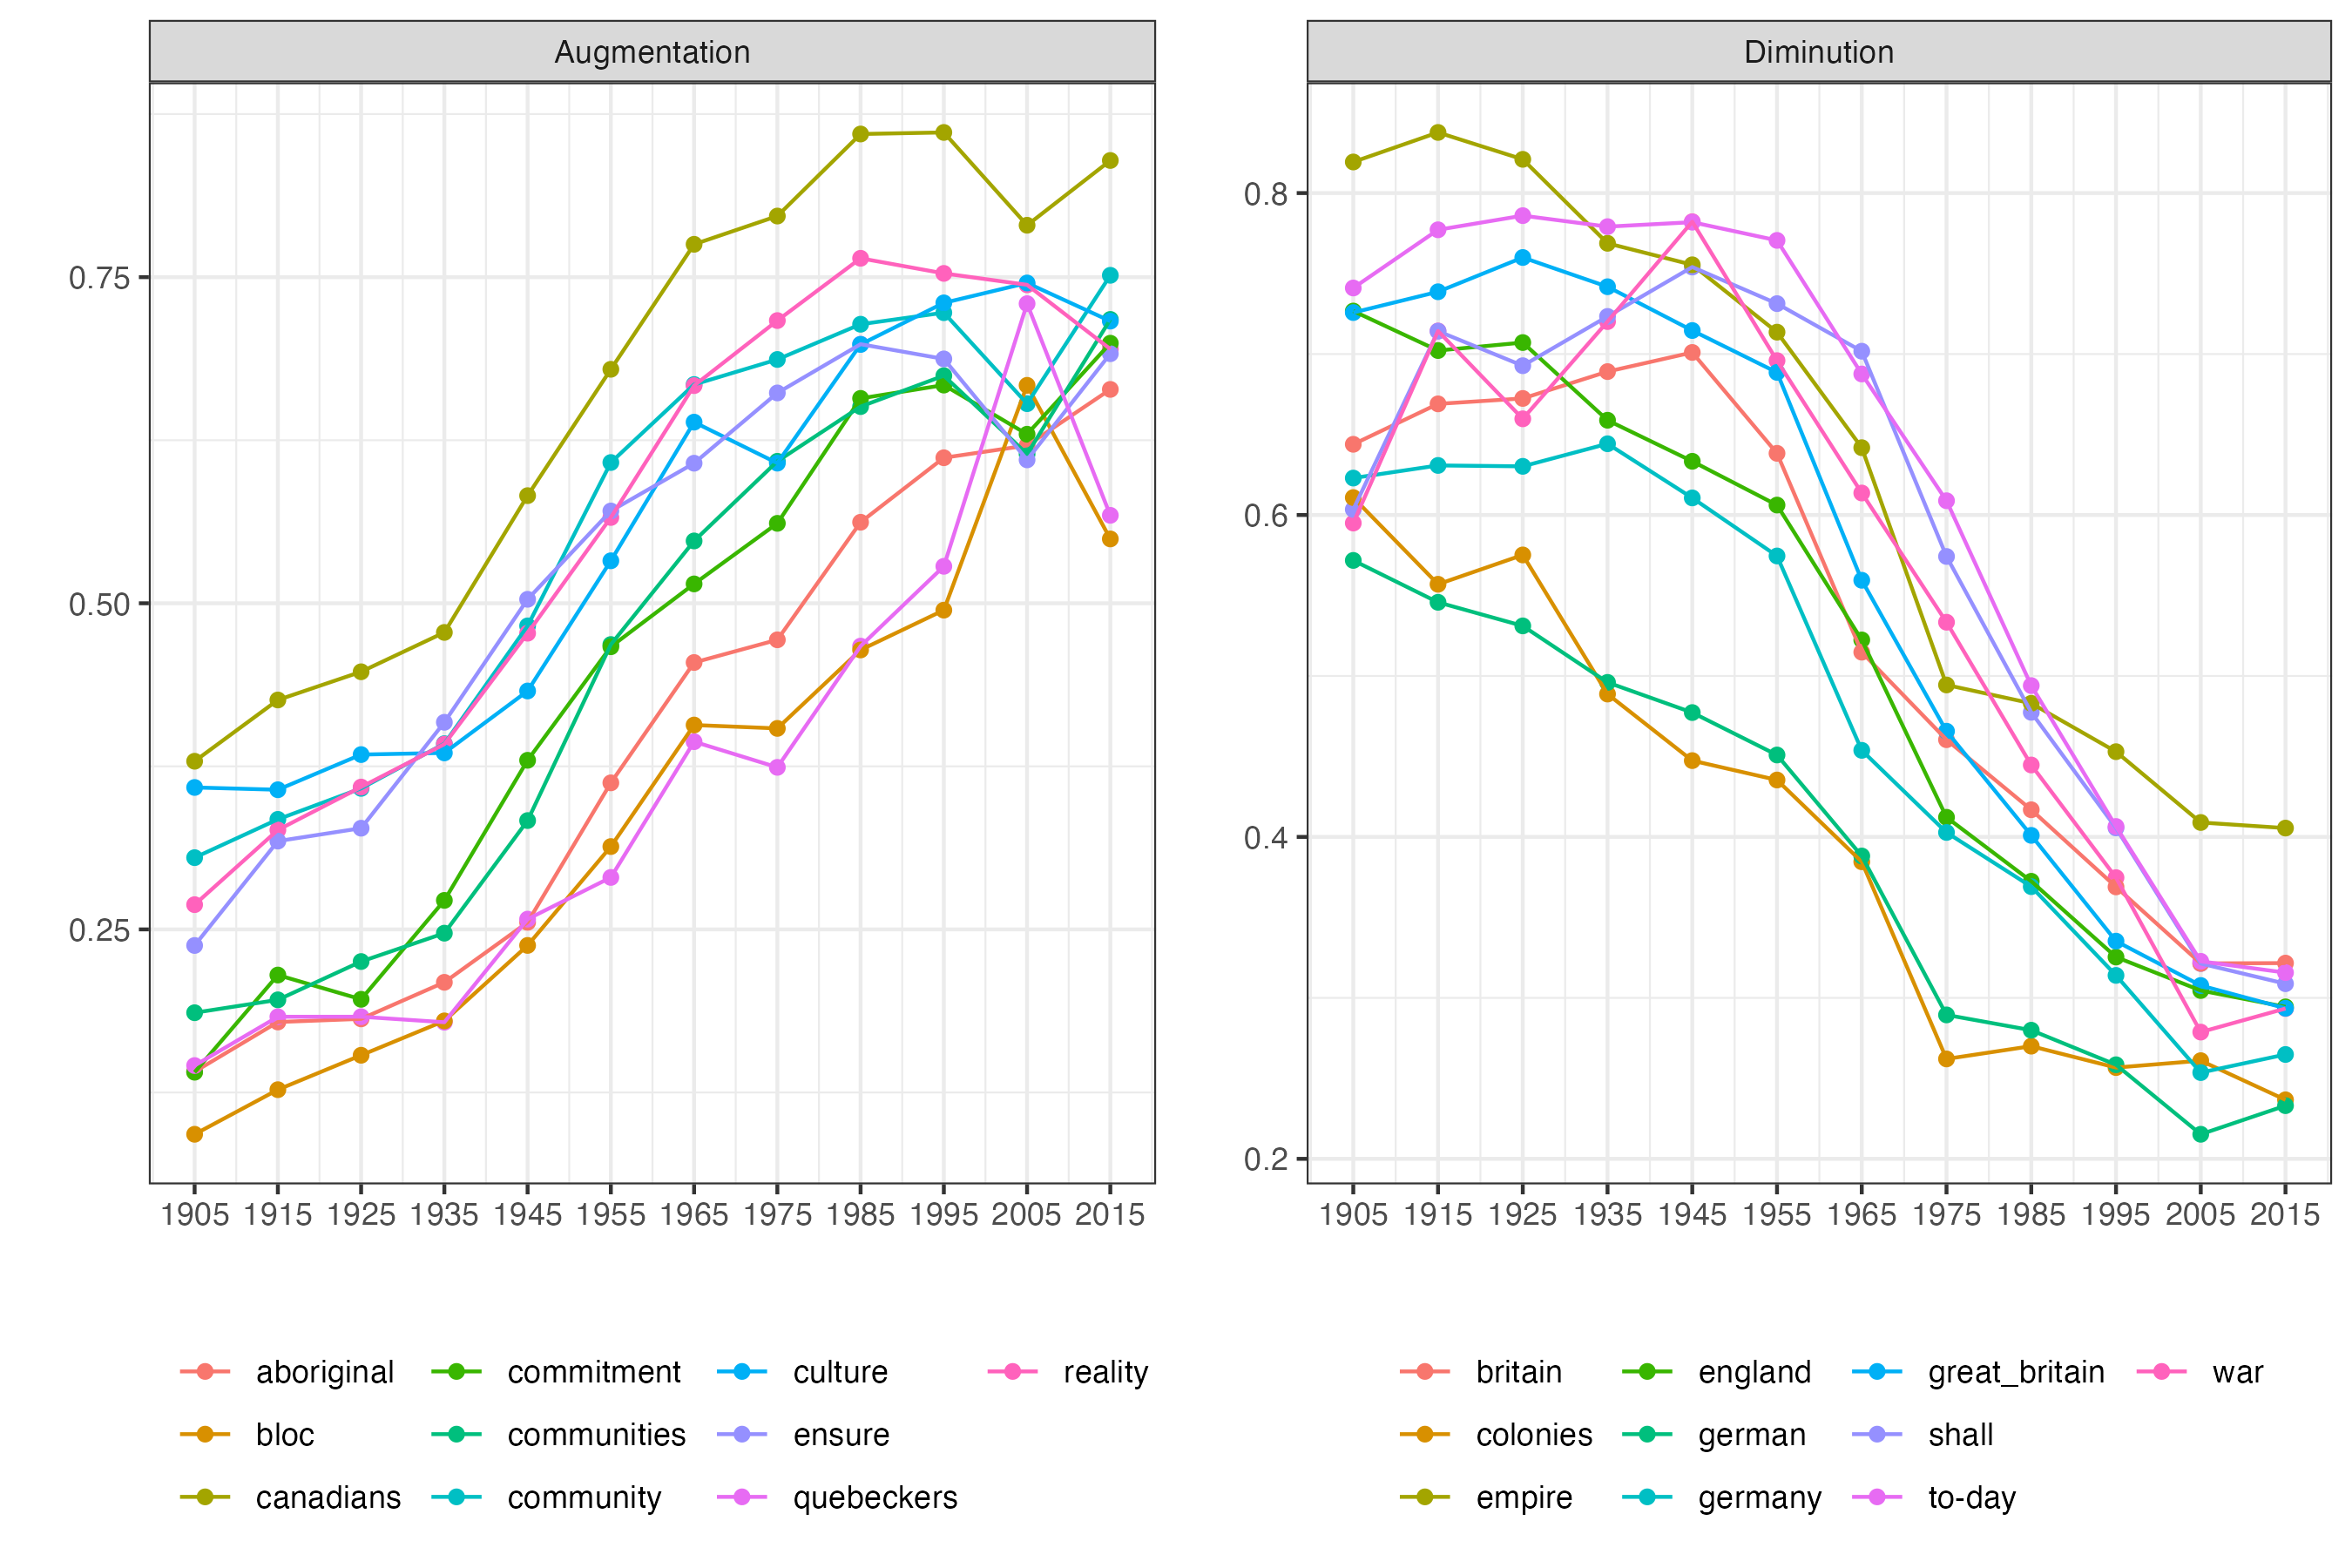 Augmentation
Diminution
0.75
0.50
0.25
0.8
0.6
0.4
0.2
1905 1915 1925 1935 1945 1955 1965 1975 1985 1995 2005 2015
1905 1915 1925 1935 1945 1955 1965 1975 1985 1995 2005 2015
aboriginal commitment culture reality
bloc communities ensure
canadians community quebeckers
britain england great_britain war
colonies german shall
empire germany to-day